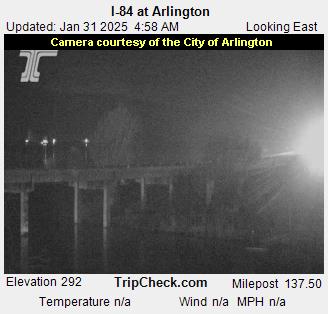 I-84 at Arlington
Updated: Jan 31 2025 4:58 AM Looking East
Camera courtesy of the City of Arlington
Elevation 292 TripCheck.com Milepost 137.50
Temperature n/a Wind n/a MPH n/a